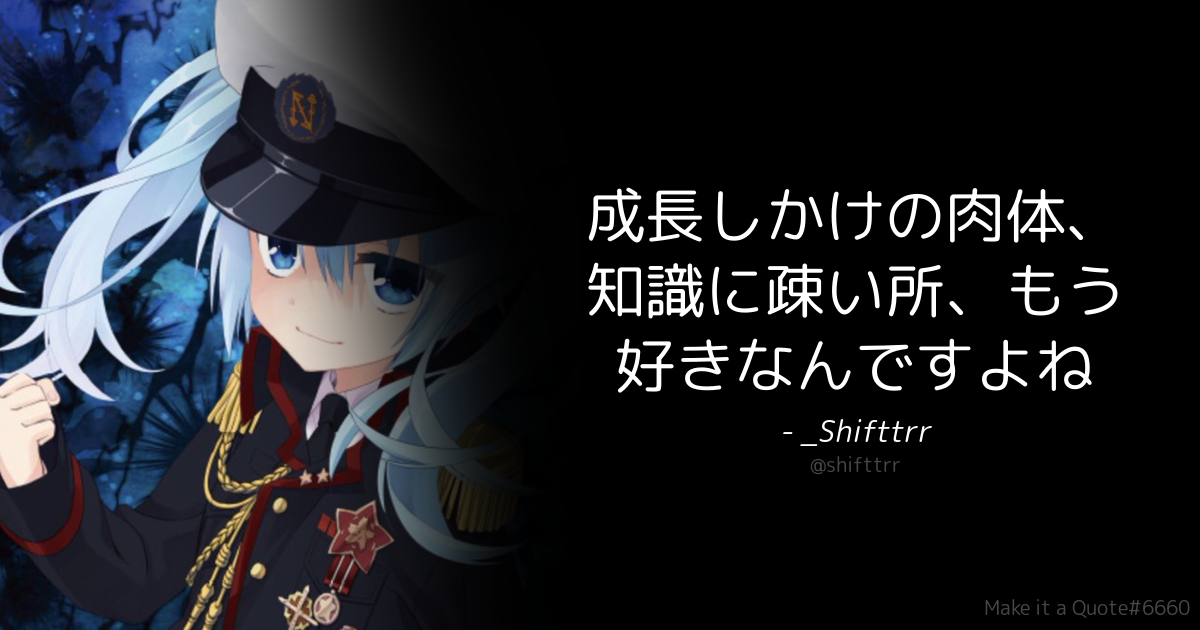 N
成長しかけの肉体、
知識に疎い所、もう
好きなんですよね
- _Shifttrr
@shifttrr
Make it a Quote#6660